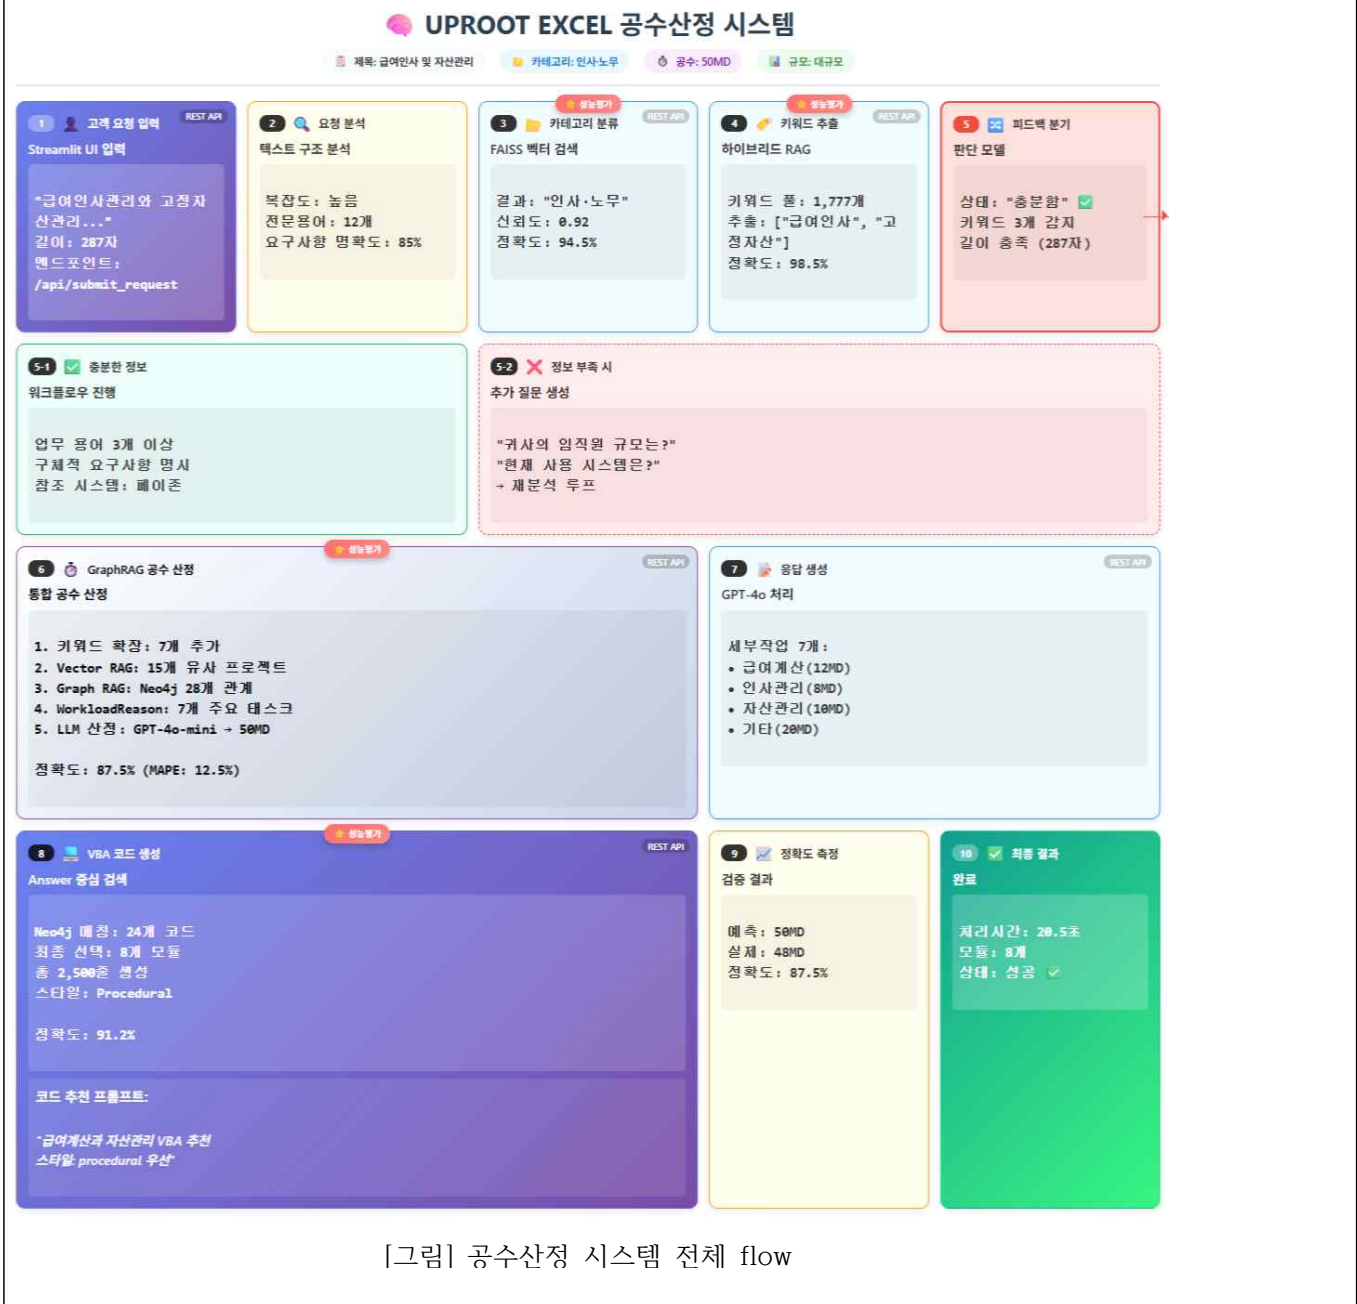 UPROOT EXCEL 공수산정 시스템
제목: 급여인사 및 자산관리
카테고리: 인사노무
공수: 50MD
규모: 대규모
1 고객 요청 입력
REST API
Streamlit UI 입력
"급여인사관리와 고정자
산관리..."
길이: 287자
엔드포인트:
/api/submit_request
2 요청 분석
텍스트 구조 분석
복잡도: 높음
전문용어: 12개
요구사항 명확도: 85%
성능평가
3 카테고리 분류
REST API
FAISS 벡터 검색
결과: "인사·노무"
신뢰도: 0.92
정확도: 94.5%
성능평가
4 키워드 추출
REST API
하이브리드 RAG
키워드 풀: 1,777개
추출: ["급여인사", "고
정자산"]
정확도: 98.5%
5 피드백 분기
판단 모델
상태: "충분함" ✅
키워드 3개 감지
길이 충족 (287자)
5-1 충분한 정보
워크플로우 진행
업무 용어 3개 이상
구체적 요구사항 명시
참조 시스템: 페이존
5-2 정보 부족 시
추가 질문 생성
"귀사의 임직원 규모는?"
"현재 사용 시스템은?"
→ 재분석 루프
성능평가
6 GraphRAG 공수 산정
REST API
통합 공수 산정
1. 키워드 확장: 7개 추가
2. Vector RAG: 15개 유사 프로젝트
3. Graph RAG: Neo4j 28개 관계
4. WorkloadReason: 7개 주요 태스크
5. LLM 산정: GPT-4o-mini → 50MD
정확도: 87.5% (MAPE: 12.5%)
7 응답 생성
REST API
GPT-4o 처리
세부작업 7개:
• 급여계산(12MD)
• 인사관리(8MD)
• 자산관리(10MD)
• 기타(20MD)
성능평가
8 VBA 코드 생성
REST API
Answer 중심 검색
Neo4j 매칭: 24개 코드
최종 선택: 8개 모듈
총 2,500줄 생성
스타일: Procedural
정확도: 91.2%
코드 추천 프롬프트:
"급여계산과 자산관리 VBA 추천
스타일: procedural 우선"
9 정확도 측정
검증 결과
예측: 50MD
실제: 48MD
정확도: 87.5%
10 최종 결과
완료
처리시간: 20.5초
모듈: 8개
상태: 성공 ✅
[그림] 공수산정 시스템 전체 flow